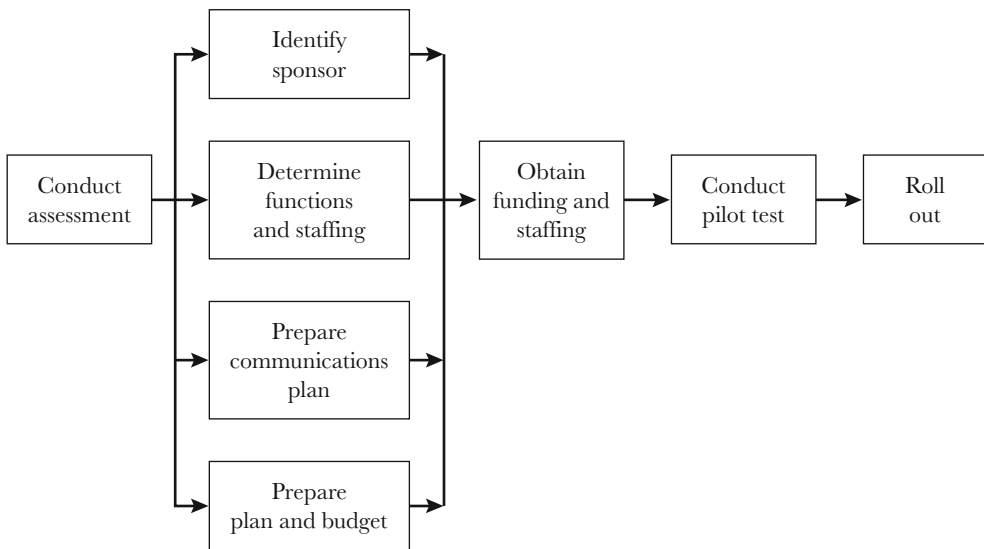 Identify
sponsor
Conduct
assessment
Determine
functions
and staffing
Prepare
communications
plan
Prepare
plan and budget
Obtain
funding and
staffing
Conduct
pilot test
Roll
out